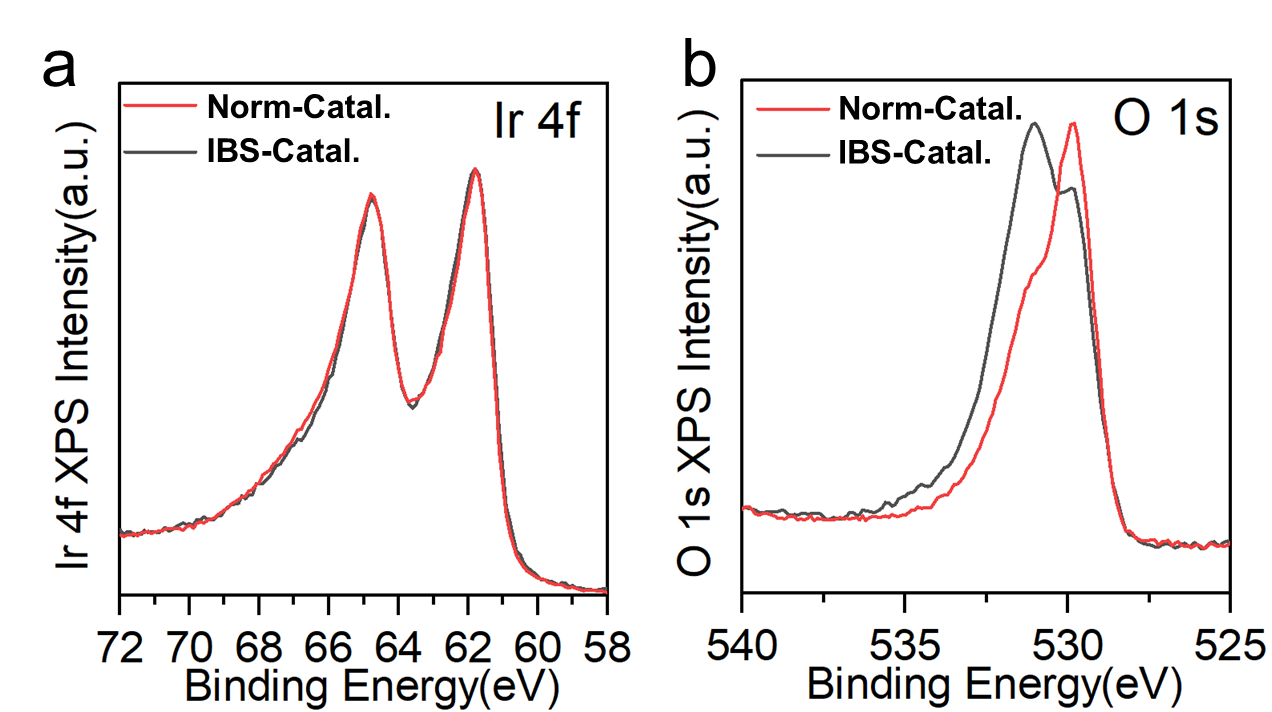 a
Norm-Catal.
IBS-Catal.
Ir 4f
Ir 4f XPS Intensity(a.u.)
72 70 68 66 64 62 60 58
Binding Energy(eV)
b
Norm-Catal.
IBS-Catal.
O 1s
O 1s XPS Intensity(a.u.)
540 535 530 525
Binding Energy(eV)